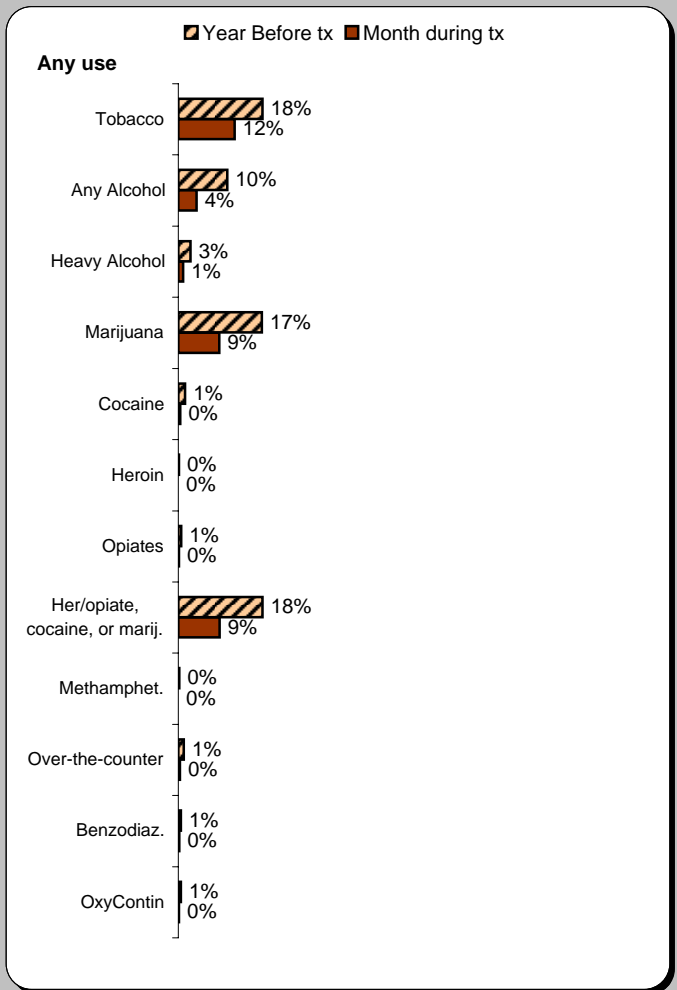 Year Before tx Month during tx
Any use
Tobacco
18%
12%
Any Alcohol
10%
4%
Heavy Alcohol
3%
1%
Marijuana
17%
9%
Cocaine
1%
0%
Heroin
0%
0%
Opiates
1%
0%
Her/opiate,
cocaine, or marij.
18%
9%
Methamphet.
0%
0%
Over-the-counter
1%
0%
Benzodiaz.
1%
0%
OxyContin
1%
0%